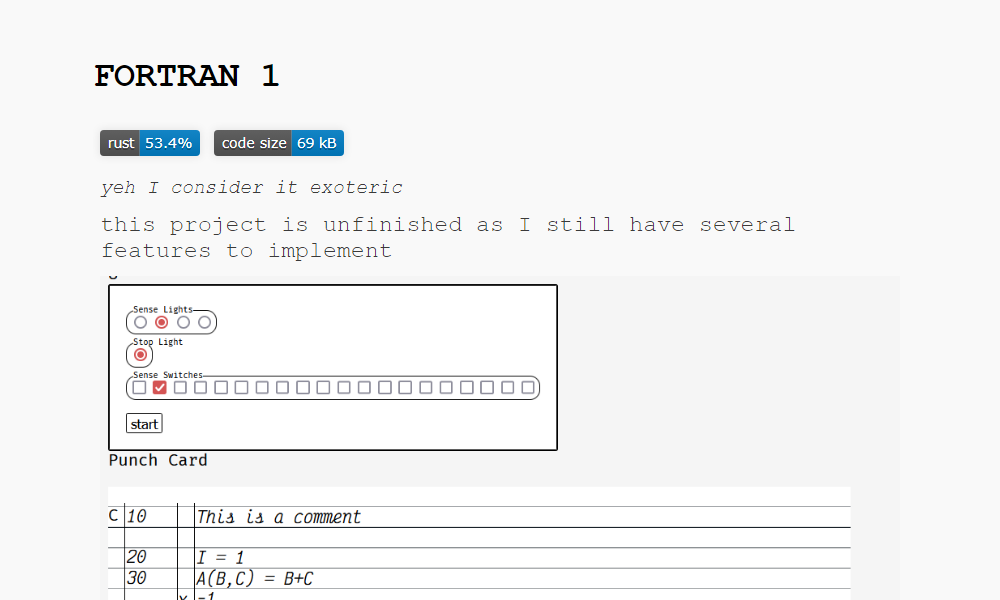 FORTRAN 1
rust 53.4% code size 69 kB
yeh I consider it exoteric
this project is unfinished as I still have several
features to implement
Sense Lights
Stop Light
Sense Switches
start
Punch Card
C 10 This is a comment
20 I = 1
30 A(B,C) = B+C
x -1